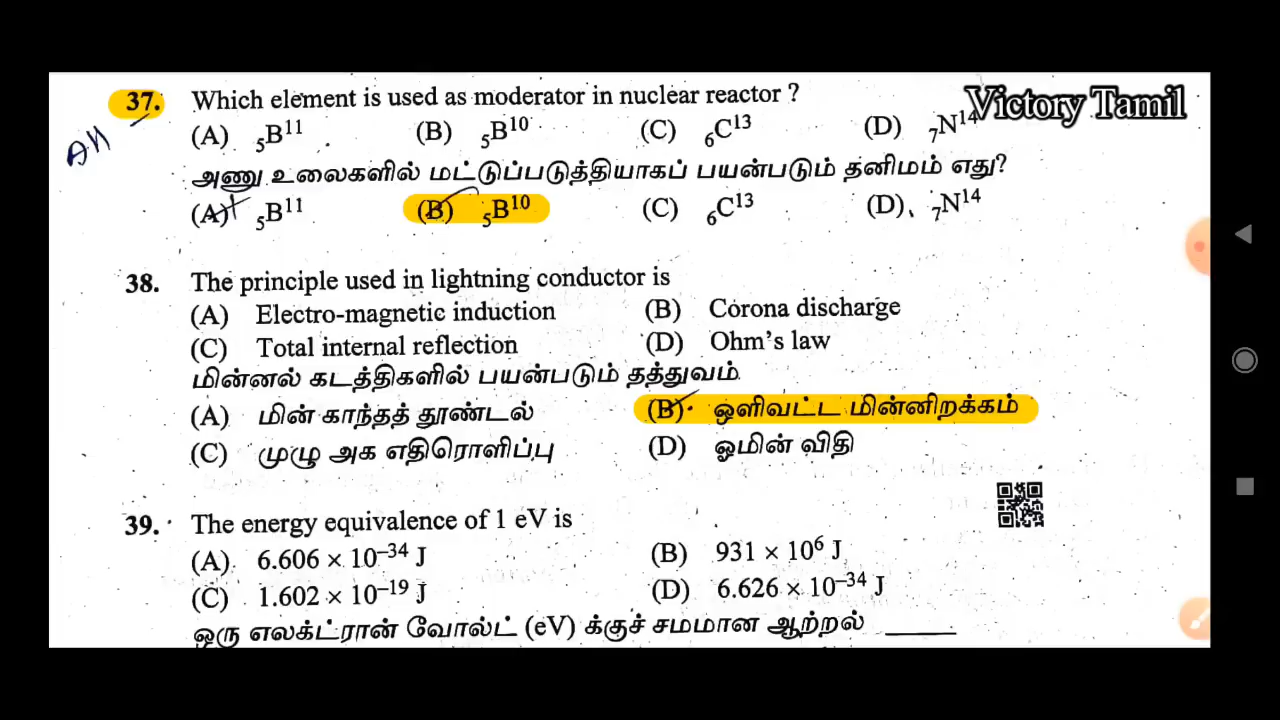 Victory Tamil
37. Which element is used as moderator in nuclear reactor ?
(A) ₅B¹¹ (B) ₅B¹⁰ (C) ₆C¹³ (D) ₇N¹⁴
அணு உலைகளில் மட்டுப்படுத்தியாகப் பயன்படும் தனிமம் எது?
(A) ₅B¹¹ (B) ₅B¹⁰ (C) ₆C¹³ (D) ₇N¹⁴
38. The principle used in lightning conductor is
(A) Electro-magnetic induction (B) Corona discharge
(C) Total internal reflection (D) Ohm's law
மின்னல் கடத்திகளில் பயன்படும் தத்துவம்
(A) மின் காந்தத் தூண்டல் (B) ஒளிவட்ட மின்னிறக்கம்
(C) முழு அக எதிரொளிப்பு (D) ஓமின் விதி
39. The energy equivalence of 1 eV is
(A) 6.606 × 10⁻³⁴ J (B) 931 × 10⁶ J
(C) 1.602 × 10⁻¹⁹ J (D) 6.626 × 10⁻³⁴ J
ஒரு எலக்ட்ரான் வோல்ட் (eV) க்குச் சமமான ஆற்றல் ______